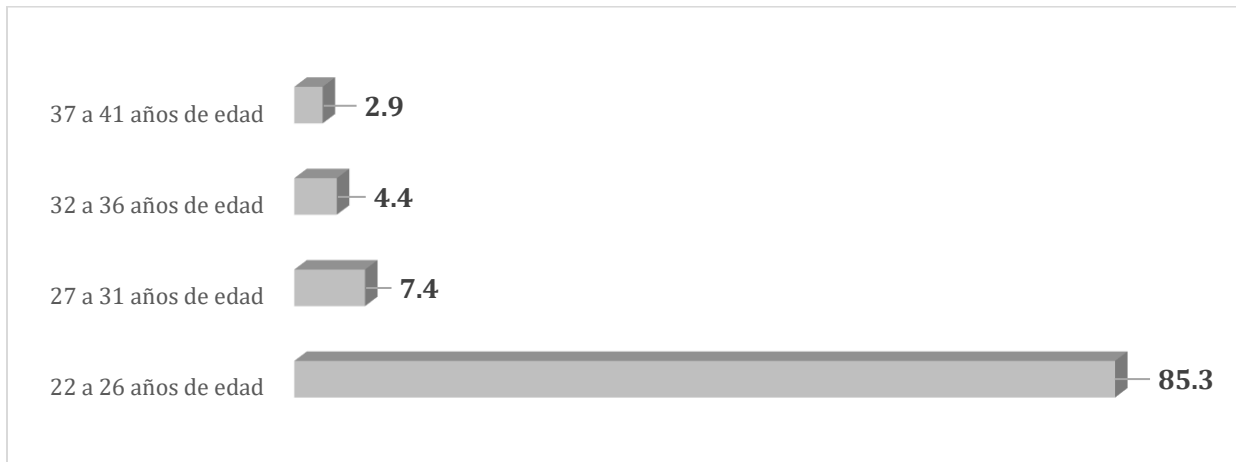 37 a 41 años de edad 2.9
32 a 36 años de edad 4.4
27 a 31 años de edad 7.4
22 a 26 años de edad 85.3